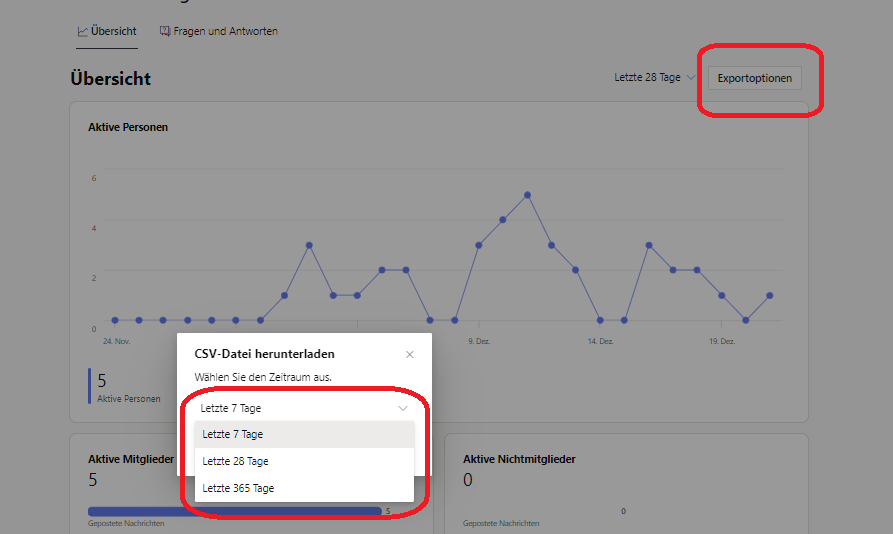 Übersicht
Fragen und Antworten
Übersicht
Letzte 28 Tage
Exportoptionen
Aktive Personen
6
4
2
0
24. Nov.
9. Dez.
14. Dez.
19. Dez.
5
Aktive Personen
CSV-Datei herunterladen
Wählen Sie den Zeitraum aus.
Letzte 7 Tage
Letzte 7 Tage
Letzte 28 Tage
Letzte 365 Tage
Aktive Mitglieder
5
5
Gepostete Nachrichten
Aktive Nichtmitglieder
0
0
Gepostete Nachrichten